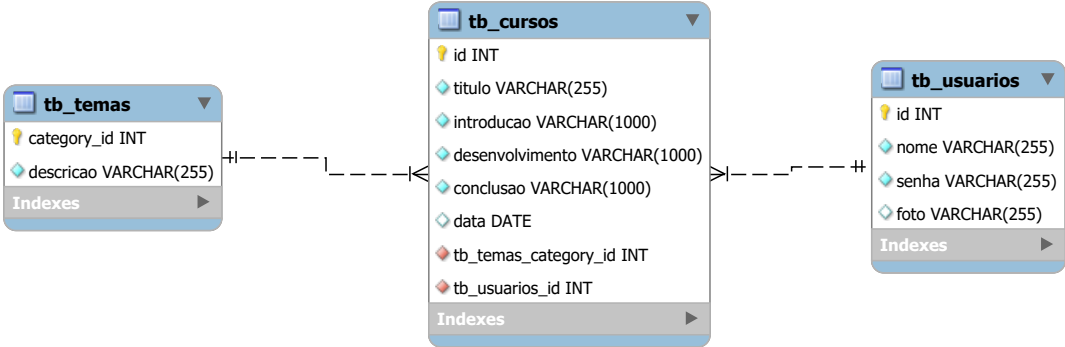 tb_temas
category_id INT
descricao VARCHAR(255)
Indexes
tb_cursos
id INT
titulo VARCHAR(255)
introducao VARCHAR(1000)
desenvolvimento VARCHAR(1000)
conclusao VARCHAR(1000)
data DATE
tb_temas_category_id INT
tb_usuarios_id INT
Indexes
tb_usuarios
id INT
nome VARCHAR(255)
senha VARCHAR(255)
foto VARCHAR(255)
Indexes